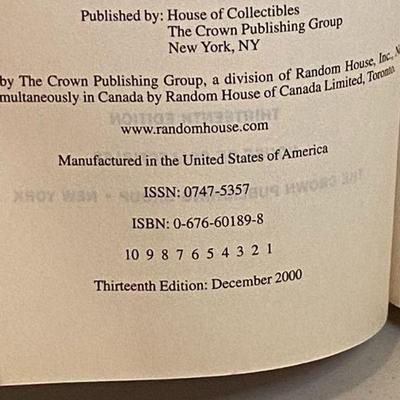 Published by: House of Collectibles
The Crown Publishing Group
New York, NY
by The Crown Publishing Group, a division of Random House, Inc.,
multaneously in Canada by Random House of Canada Limited, Toronto.
www.randomhouse.com
Manufactured in the United States of America
ISSN: 0747-5357
ISBN: 0-676-60189-8
10 9 8 7 6 5 4 3 2 1
Thirteenth Edition: December 2000